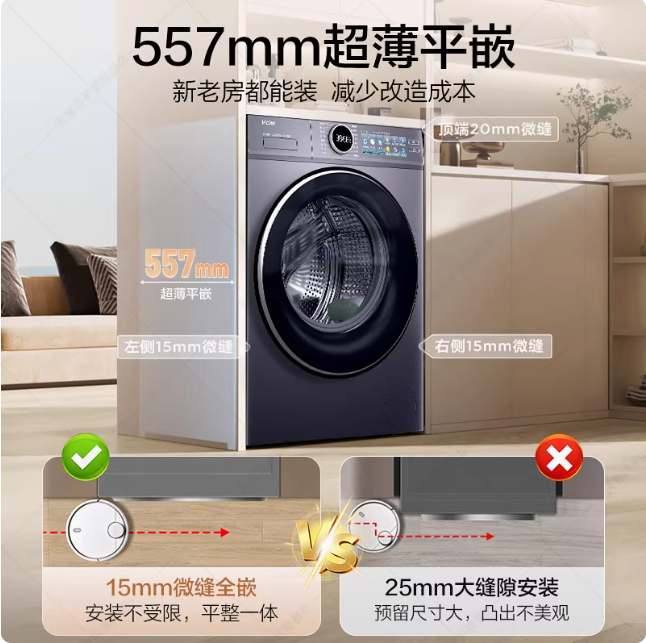 557mm超薄平嵌
新老房都能装 减少改造成本
Haier
顶端20mm微缝
557mm
超薄平嵌
左侧15mm微缝
右侧15mm微缝
VS
15mm微缝全嵌
安装不受限，平整一体
25mm大缝隙安装
预留尺寸大，凸出不美观